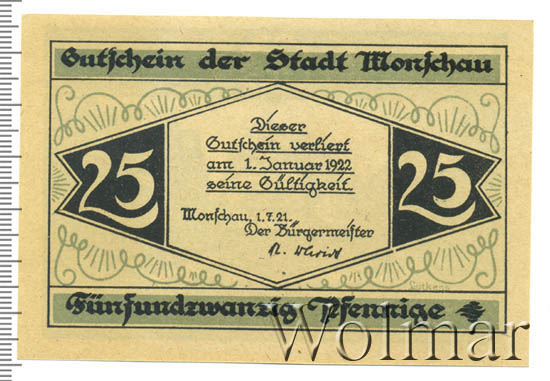 Gutschein der Stadt Monschau
Dieser
Gutschein verliert
am 1. Januar 1922
seine Gültigkeit.
25
25
Monschau, 1.7.21.
Der Bürgermeister
Fünfundzwanzig Pfennige
Wolmar